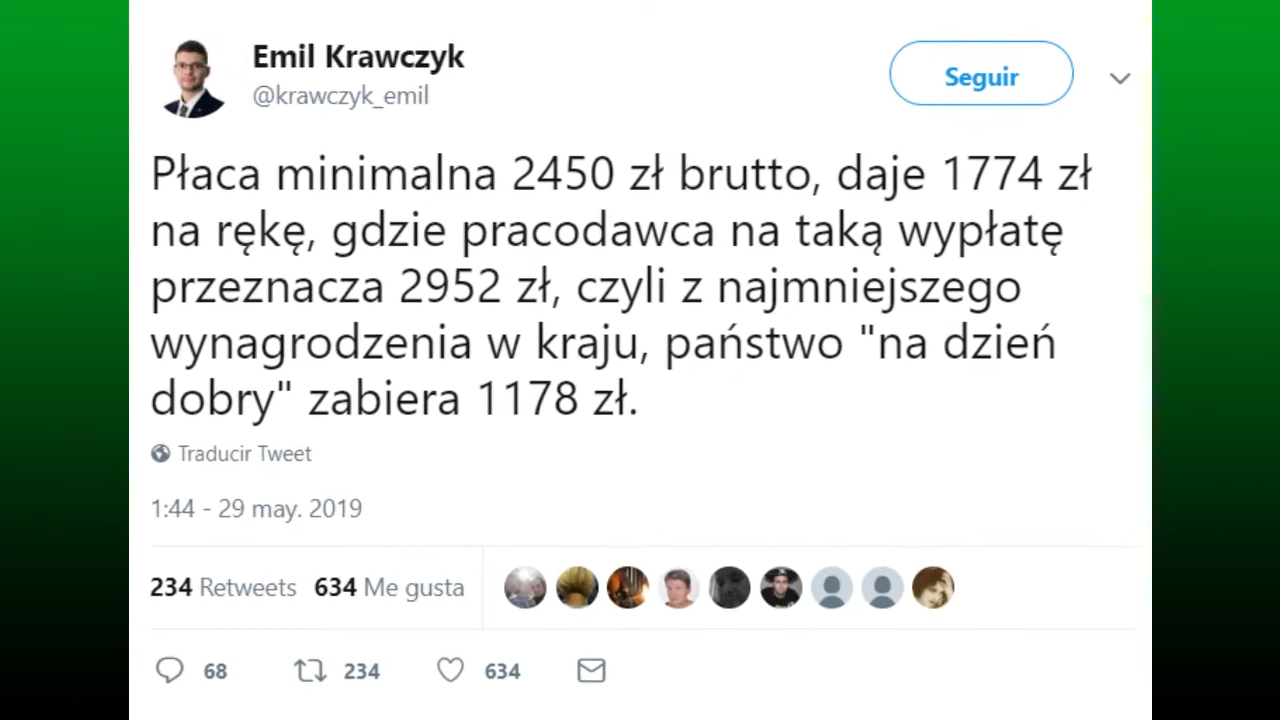 Emil Krawczyk
@krawczyk_emil
Seguir
Płaca minimalna 2450 zł brutto, daje 1774 zł
na rękę, gdzie pracodawca na taką wypłatę
przeznacza 2952 zł, czyli z najmniejszego
wynagrodzenia w kraju, państwo "na dzień
dobry" zabiera 1178 zł.
Traducir Tweet
1:44 - 29 may. 2019
234 Retweets 634 Me gusta
68 234 634